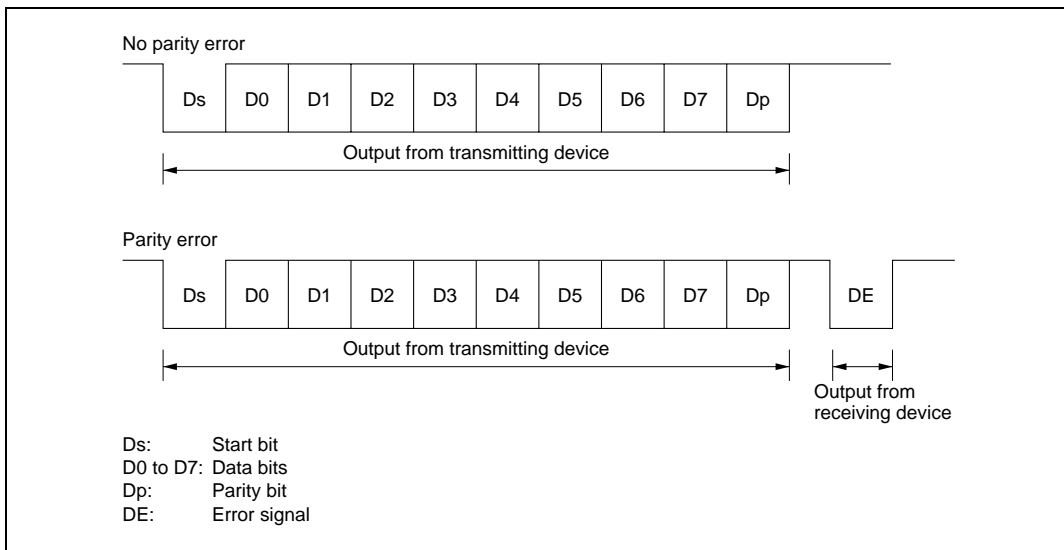 No parity error
Ds D0 D1 D2 D3 D4 D5 D6 D7 Dp
Output from transmitting device
Parity error
Ds D0 D1 D2 D3 D4 D5 D6 D7 Dp DE
Output from transmitting device
Output from
receiving device
Ds: Start bit
D0 to D7: Data bits
Dp: Parity bit
DE: Error signal